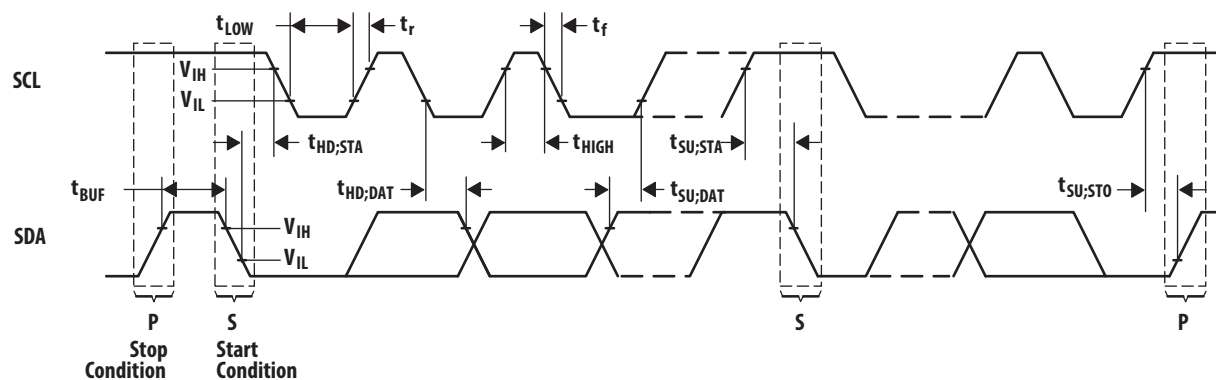 tLOW
tr
tf
SCL
VIH
VIL
tHD;STA
tHIGH
tSU;STA
tBUF
tHD;DAT
tSU;DAT
tSU;STO
SDA
VIH
VIL
P
S
S
P
Stop
Condition
Start
Condition